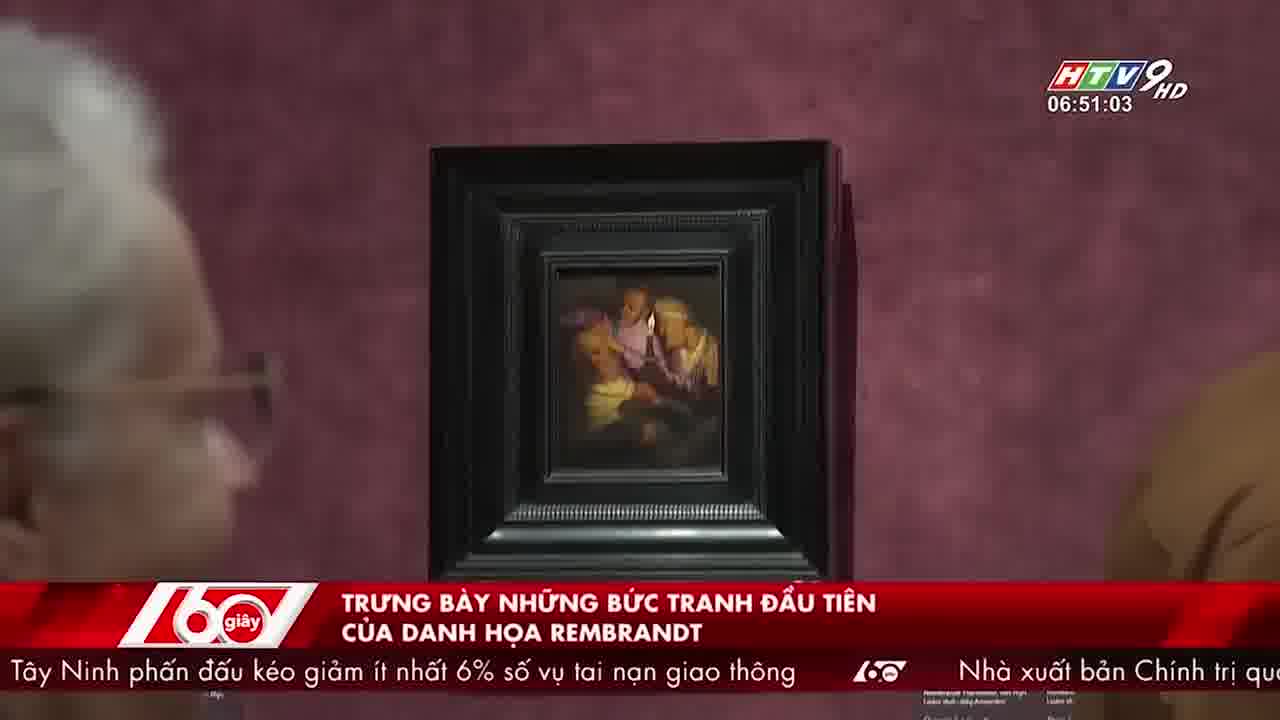 HTV9 HD
06:51:03
60 giây
TRƯNG BÀY NHỮNG BỨC TRANH ĐẦU TIÊN
CỦA DANH HỌA REMBRANDT
Tây Ninh phấn đấu kéo giảm ít nhất 6% số vụ tai nạn giao thông
60 giây
Nhà xuất bản Chính trị